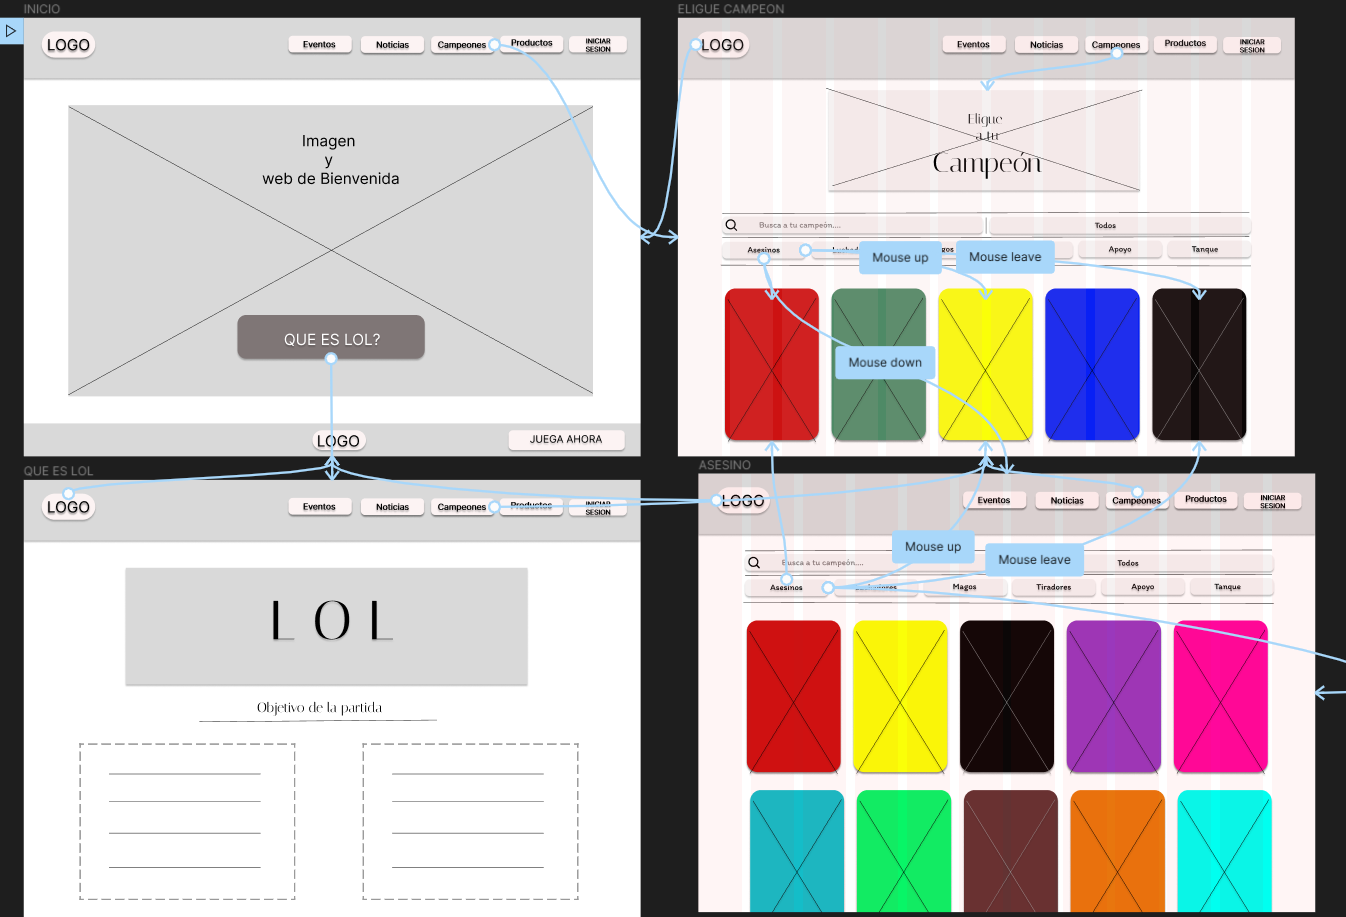 INICIO
LOGO
Eventos
Noticias
Campeones
Productos
INICIAR
SESION
Imagen
y
web de Bienvenida
QUE ES LOL?
LOGO
JUEGA AHORA
ELIGUE CAMPEON
LOGO
Eventos
Noticias
Campeones
Productos
INICIAR
SESION
Eligue
a tu
Campeón
Busca a tu campeón....
Todos
Asesinos
Mouse up
Mouse leave
Apoyo
Tanque
Mouse down
QUE ES LOL
LOGO
Eventos
Noticias
Campeones
Productos
INICIAR
SESION
LOL
Objetivo de la partida
ASESINO
LOGO
Eventos
Noticias
Campeones
Productos
INICIAR
SESION
Mouse up
Mouse leave
Busca a tu campeón....
Todos
Asesinos
Magos
Tiradores
Apoyo
Tanque